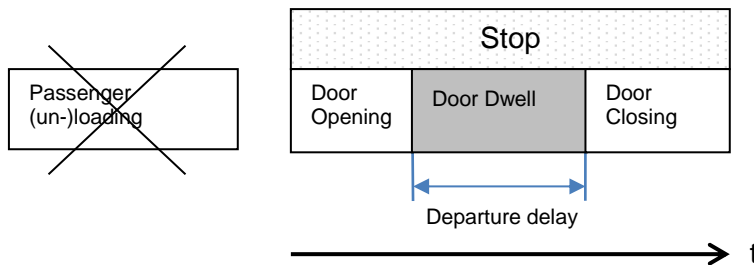 Stop
Passenger
(un-)loading
Door
Opening
Door Dwell
Door
Closing
Departure delay
t